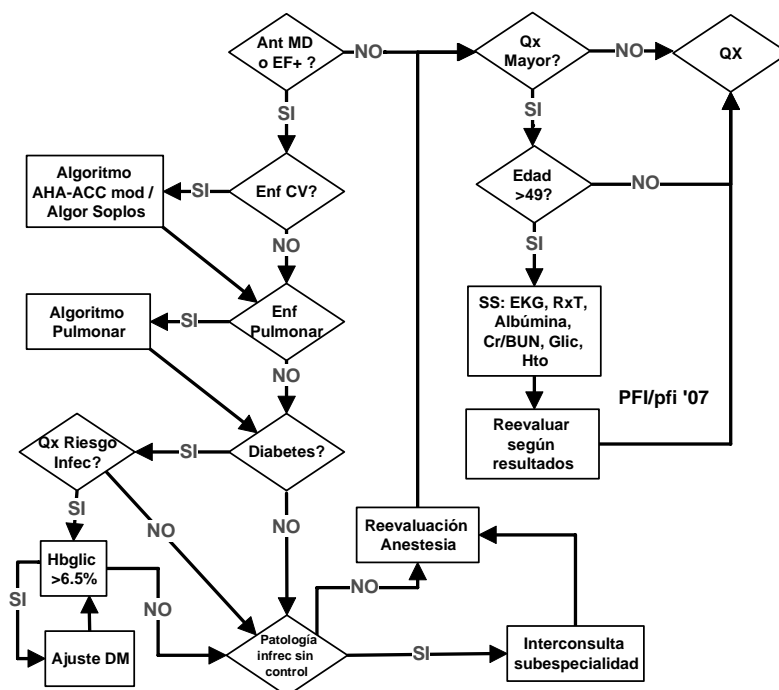 Ant MD
o EF+ ?
NO
Qx
Mayor?
NO
QX
SI
SI
Algoritmo
AHA-ACC mod /
Algor Soplos
SI
Enf CV?
Edad
>49?
NO
NO
SI
Algoritmo
Pulmonar
SI
Enf
Pulmonar
SS: EKG, RxT,
Albúmina,
Cr/BUN, Glic,
Hto
NO
PFI/pfi '07
Qx Riesgo
Infec?
SI
Diabetes?
Reevaluar
según
resultados
SI
NO
NO
Reevaluación
Anestesia
Hbglic
>6.5%
NO
SI
NO
Ajuste DM
Patología
infrec sin
control
SI
Interconsulta
subespecialidad